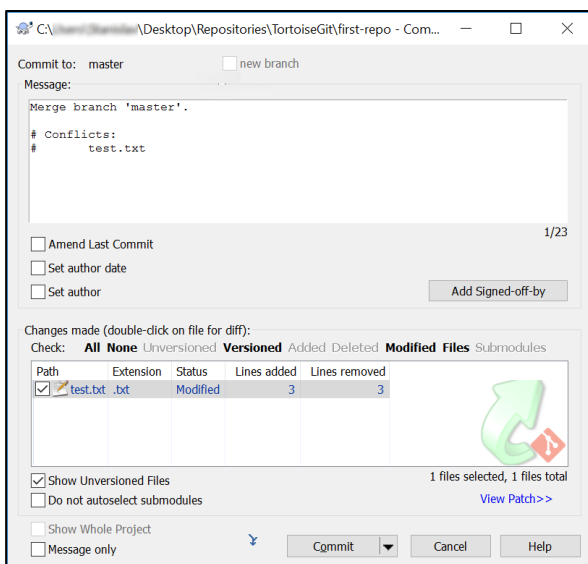 C:\ \Desktop\Repositories\TortoiseGit\first-repo - Com...
Commit to: master new branch
Message:
Merge branch 'master'.
# Conflicts:
# test.txt
1/23
Amend Last Commit
Set author date
Set author
Add Signed-off-by
Changes made (double-click on file for diff):
Check: All None Unversioned Versioned Added Deleted Modified Files Submodules
Path Extension Status Lines added Lines removed
test.txt .txt Modified 3 3
Show Unversioned Files
1 files selected, 1 files total
Do not autoselect submodules
View Patch>>
Show Whole Project
Message only
Commit Cancel Help